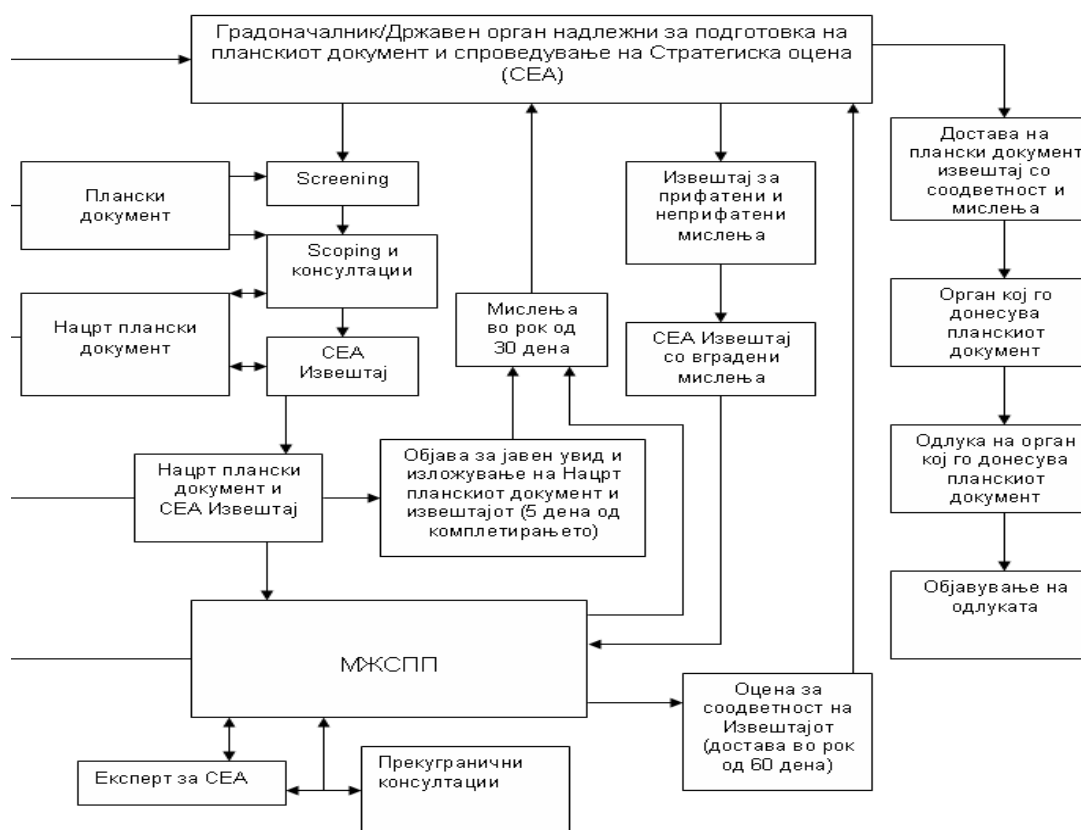 Градоначалник/Државен орган надлежни за подготовка на
планскиот документ и спроведување на Стратегиска оцена
(СЕА)
Плански
документ
Screening
Scoping и
консултации
Нацрт плански
документ
СЕА
Извештај
Мислења
во рок од
30 дена
Извештај за
прифатени и
неприфатени
мислења
СЕА Извештај
со вградени
мислења
Достава на
плански документ
извештај со
соодветност и
мислења
Орган кој го
донесува
планскиот
документ
Одлука на орган
кој го донесува
планскиот
документ
Објавување на
одлуката
Нацрт плански
документ и
СЕА Извештај
Објава за јавен увид и
изложување на Нацрт
планскиот документ и
извештајот (5 дена од
комплетирањето)
МЖСПП
Оцена за
соодветност на
Извештајот
(достава во рок
од 60 дена)
Експерт за СЕА
Прекугранични
консултации